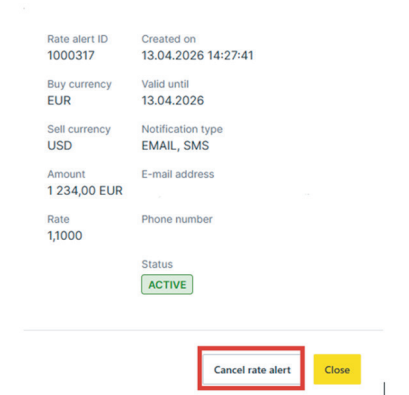 Rate alert ID Created on
1000317 13.04.2026 14:27:41
Buy currency Valid until
EUR 13.04.2026
Sell currency Notification type
USD EMAIL, SMS
Amount E-mail address
1 234,00 EUR
Rate Phone number
1,1000
Status
ACTIVE
Cancel rate alert Close